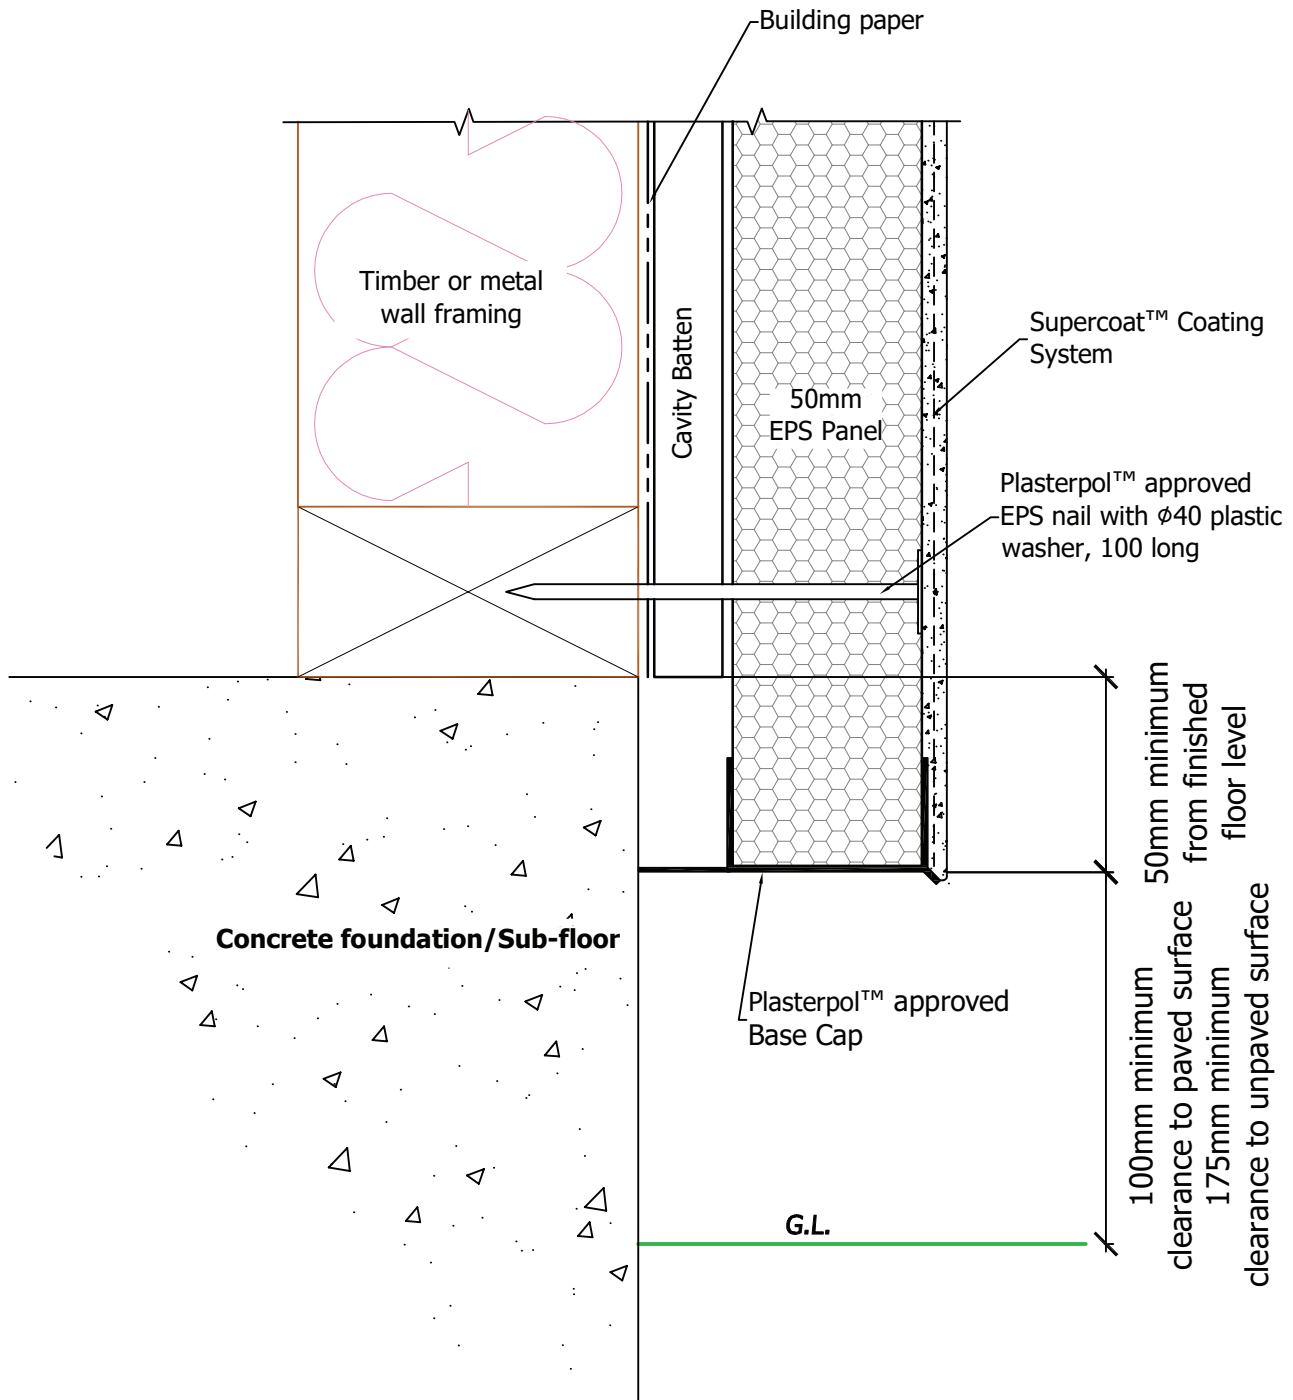 Building paper
Timber or metal
wall framing
Cavity Batten
50mm
EPS Panel
Supercoat™ Coating
System
Plasterpol™ approved
EPS nail with ⌀40 plastic
washer, 100 long
50mm minimum
from finished
floor level
Concrete foundation/Sub-floor
Plasterpol™ approved
Base Cap
100mm minimum
clearance to paved surface
175mm minimum
clearance to unpaved surface
G.L.